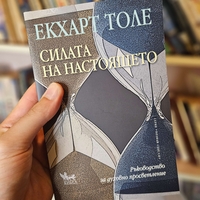 ЕКХАРТ ТОЛЕ
СИЛАТА
НА НАСТОЯЩЕТО
Ръководство
за духовно просветление